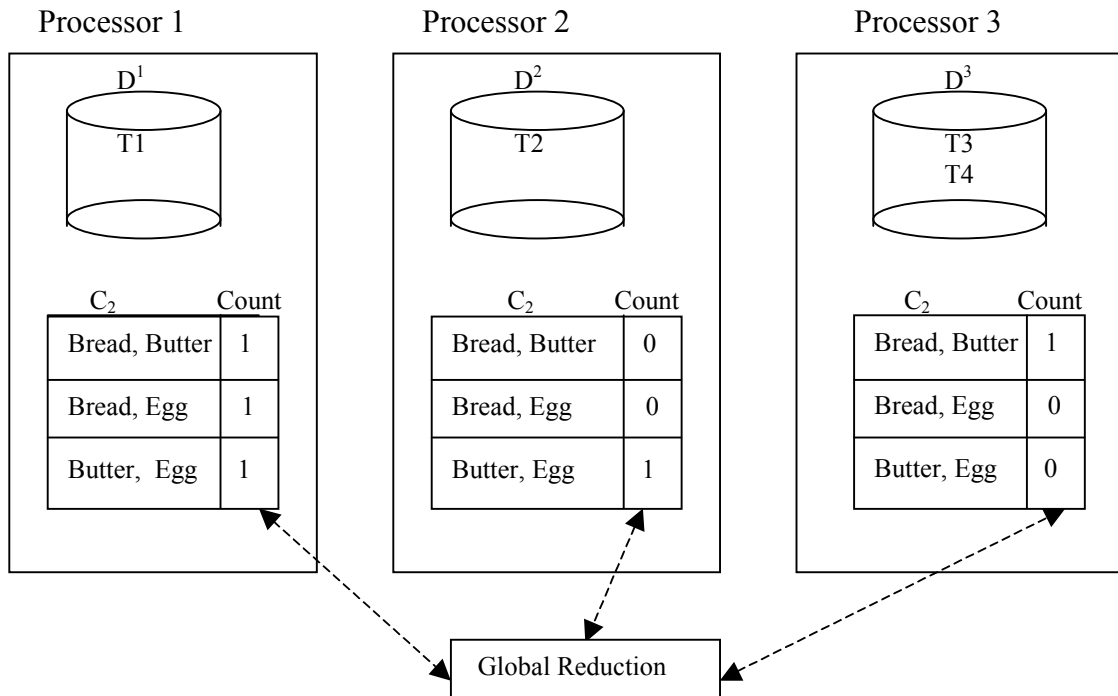 Processor 1
Processor 2
Processor 3
D¹
D²
D³
T1
T2
T3
T4
C₂ Count
Bread, Butter 1
Bread, Egg 1
Butter, Egg 1
C₂ Count
Bread, Butter 0
Bread, Egg 0
Butter, Egg 1
C₂ Count
Bread, Butter 1
Bread, Egg 0
Butter, Egg 0
Global Reduction